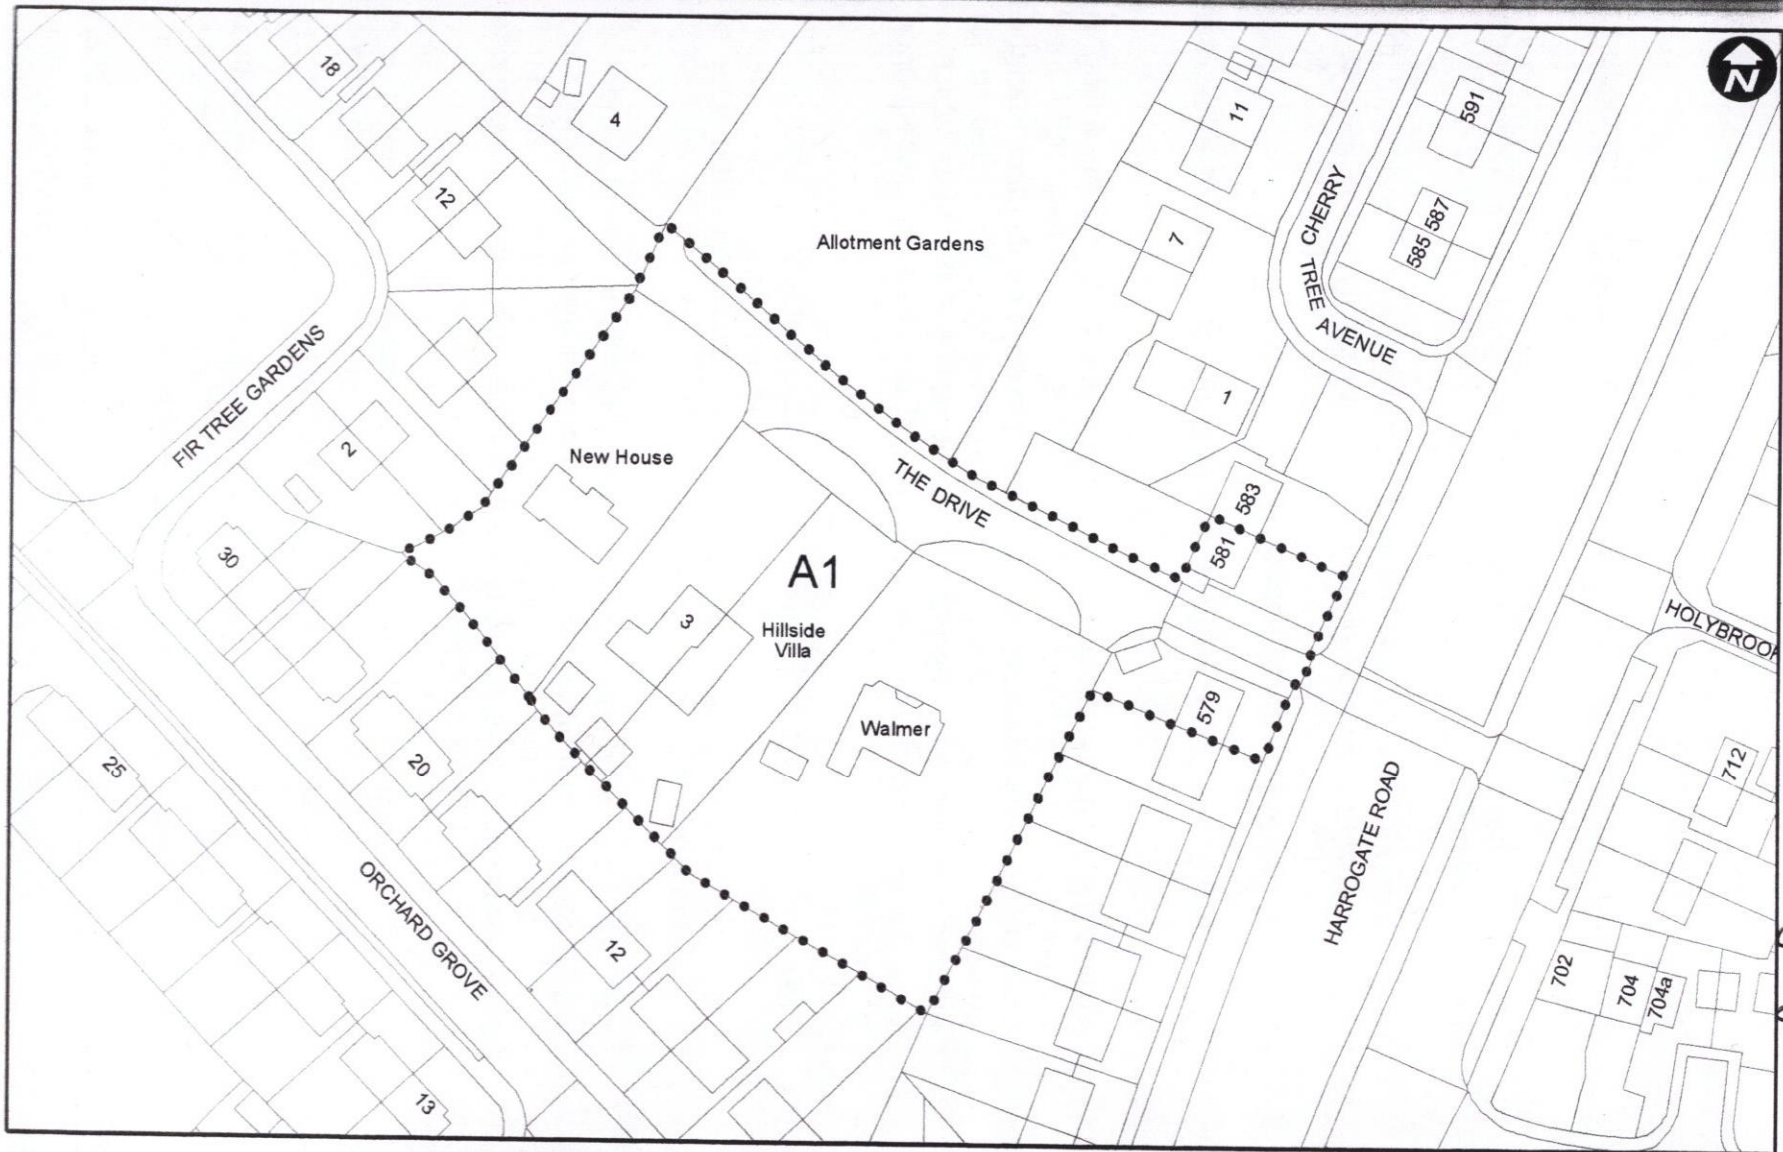 N
18
4
11
591
12
CHERRY
TREE
AVENUE
587
585
7
Allotment Gardens
FIR TREE GARDENS
1
2
New House
THE DRIVE
583
581
30
A1
3
Hillside
Villa
Walmer
579
HOLYBROOK
25
20
712
HARROGATE ROAD
ORCHARD GROVE
12
702
704
704a
13